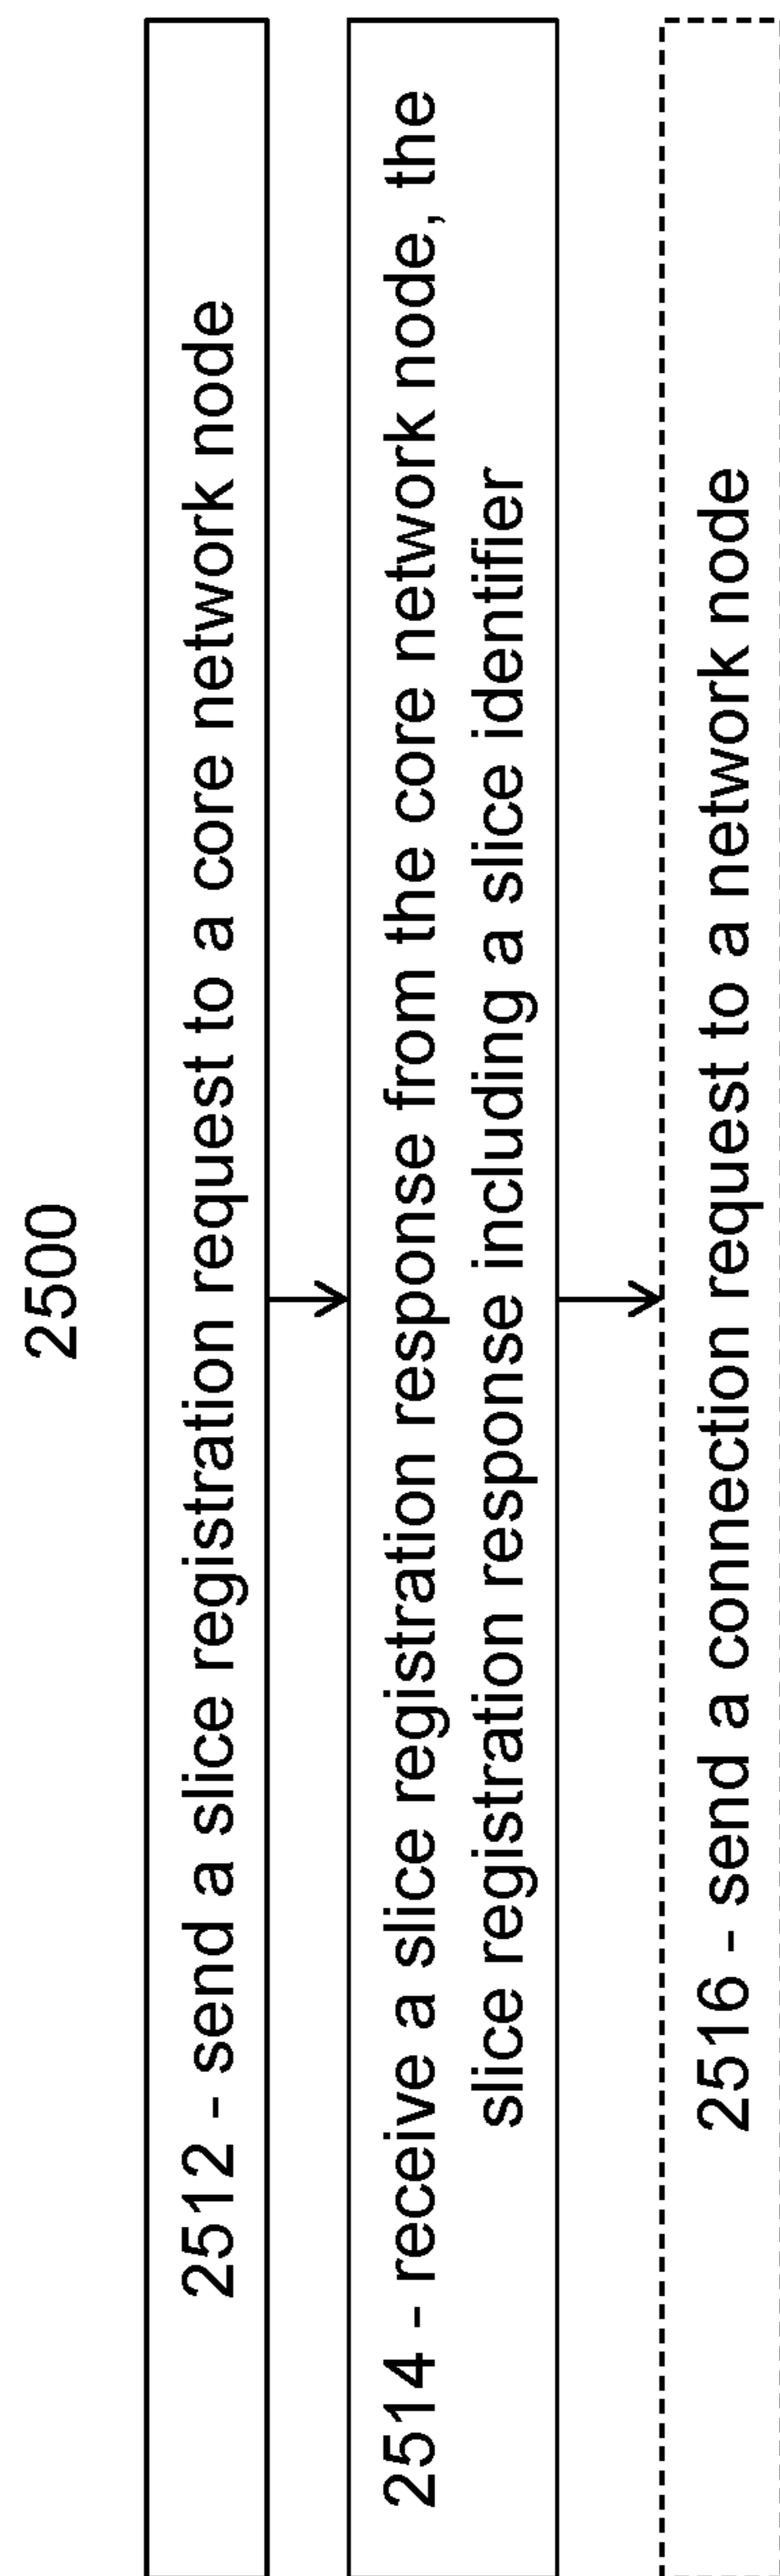 2500
2512 - send a slice registration request to a core network node
2514 - receive a slice registration response from the core network node, the
slice registration response including a slice identifier
2516 - send a connection request to a network node